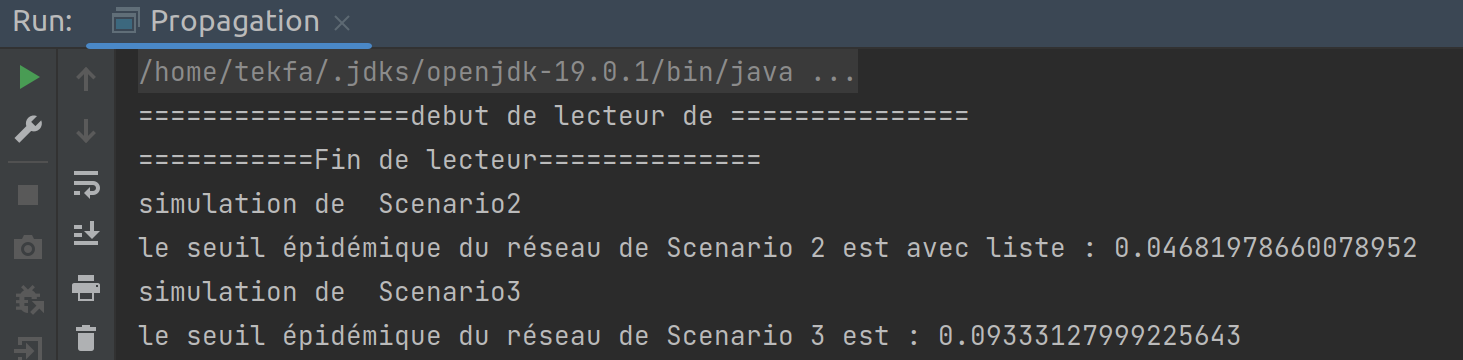 Run: Propagation
/home/tekfa/.jdks/openjdk-19.0.1/bin/java ...
=================debut de lecteur de ===============
===========Fin de lecteur==============
simulation de  Scenario2
le seuil épidémique du réseau de Scenario 2 est avec liste : 0.04681978660078952
simulation de  Scenario3
le seuil épidémique du réseau de Scenario 3 est : 0.09333127999225643